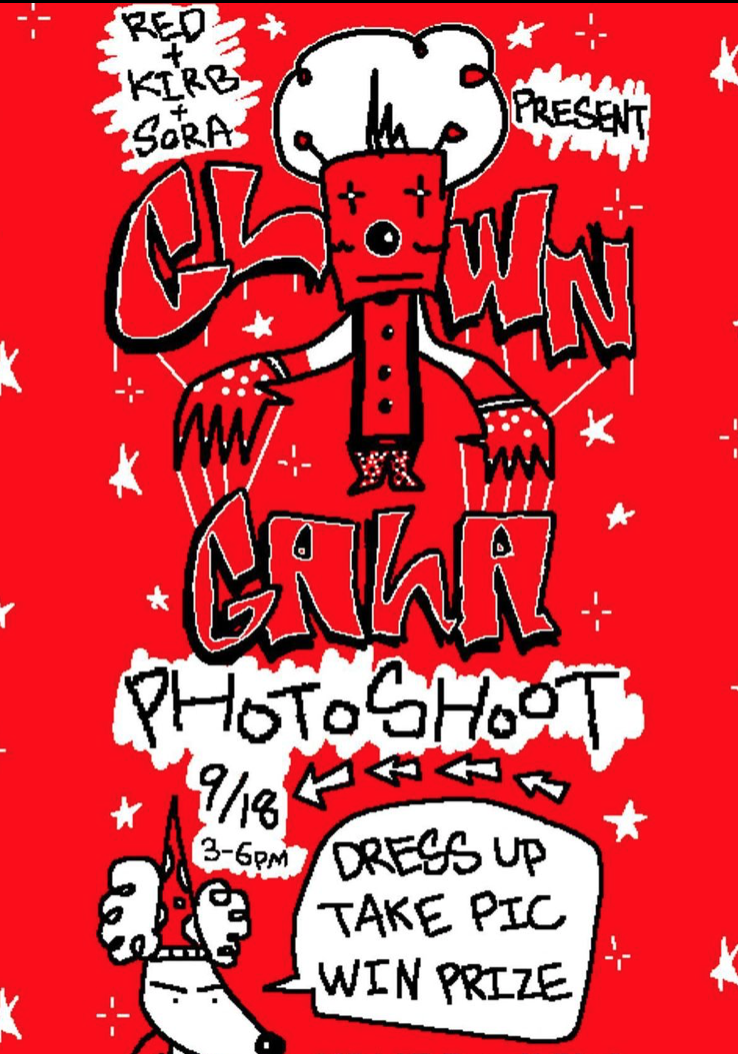 RED
+
KIRB
+
SORA
PRESENT
CLOWN
GALA
PHOTOSHOOT
9/18
3-6PM
DRESS UP
TAKE PIC
WIN PRIZE